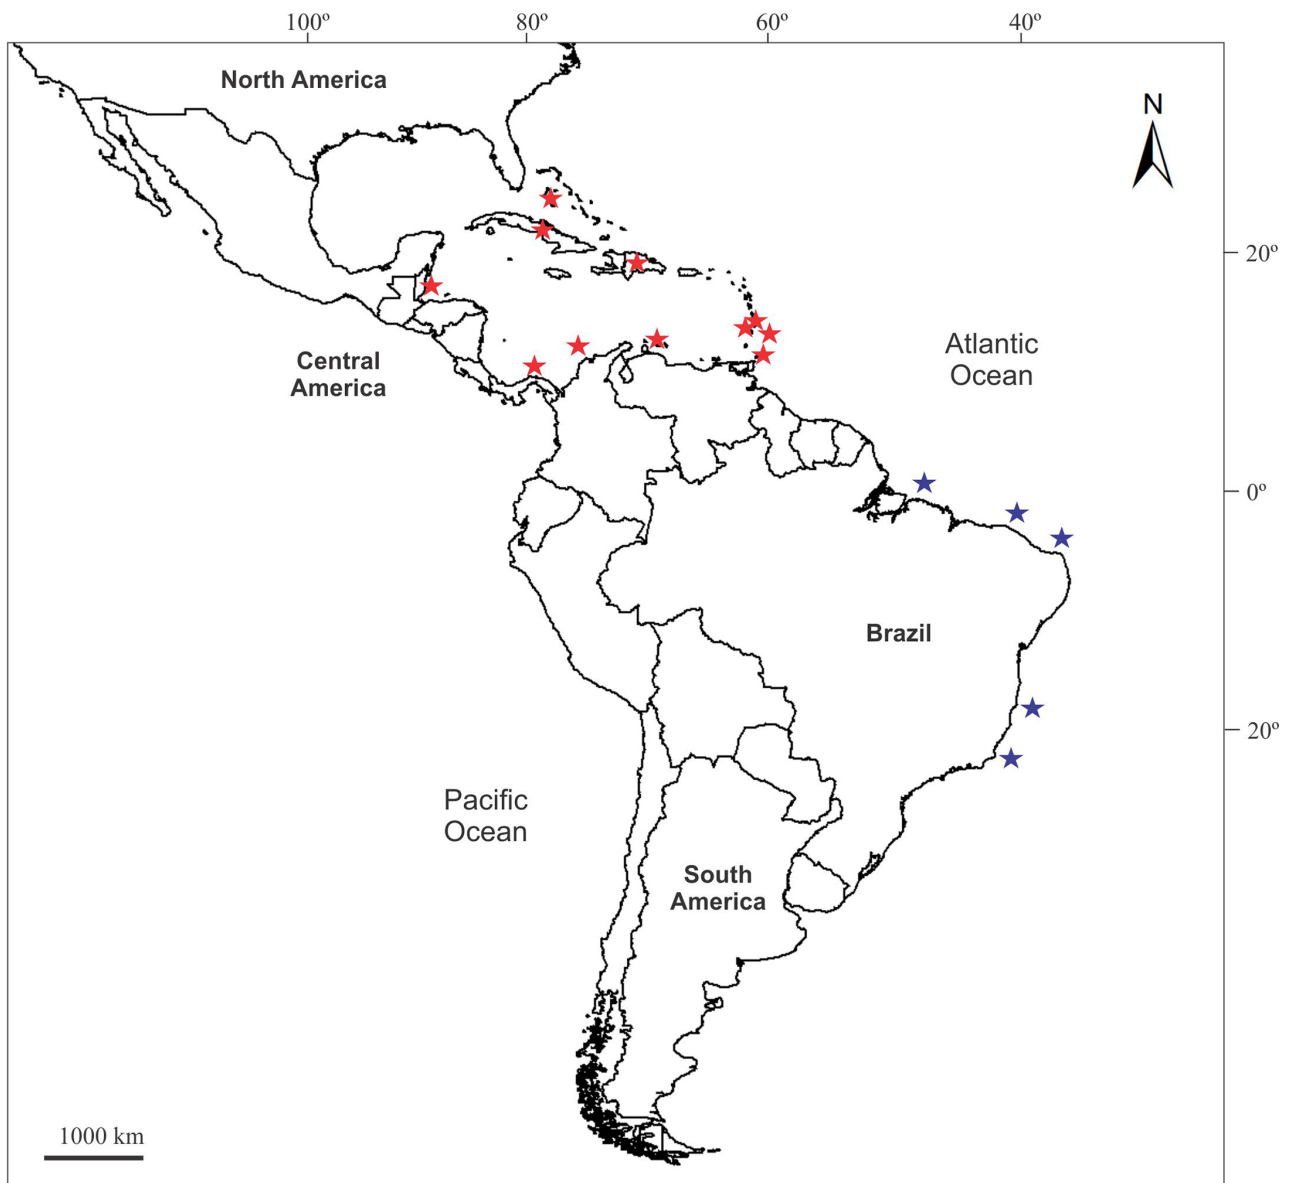 100º 80º 60º 40º
North America
N
20º
Atlantic
Ocean
Central
America
0º
Brazil
20º
Pacific
Ocean
South
America
1000 km